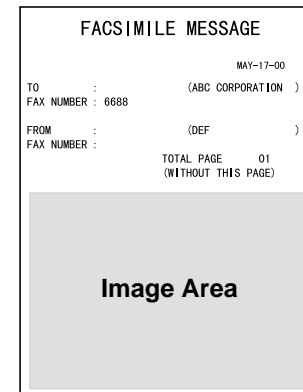 FACSIMILE MESSAGE
MAY-17-00
TO : (ABC CORPORATION )
FAX NUMBER : 6688
FROM : (DEF )
FAX NUMBER :
TOTAL PAGE 01
(WITHOUT THIS PAGE)
Image Area